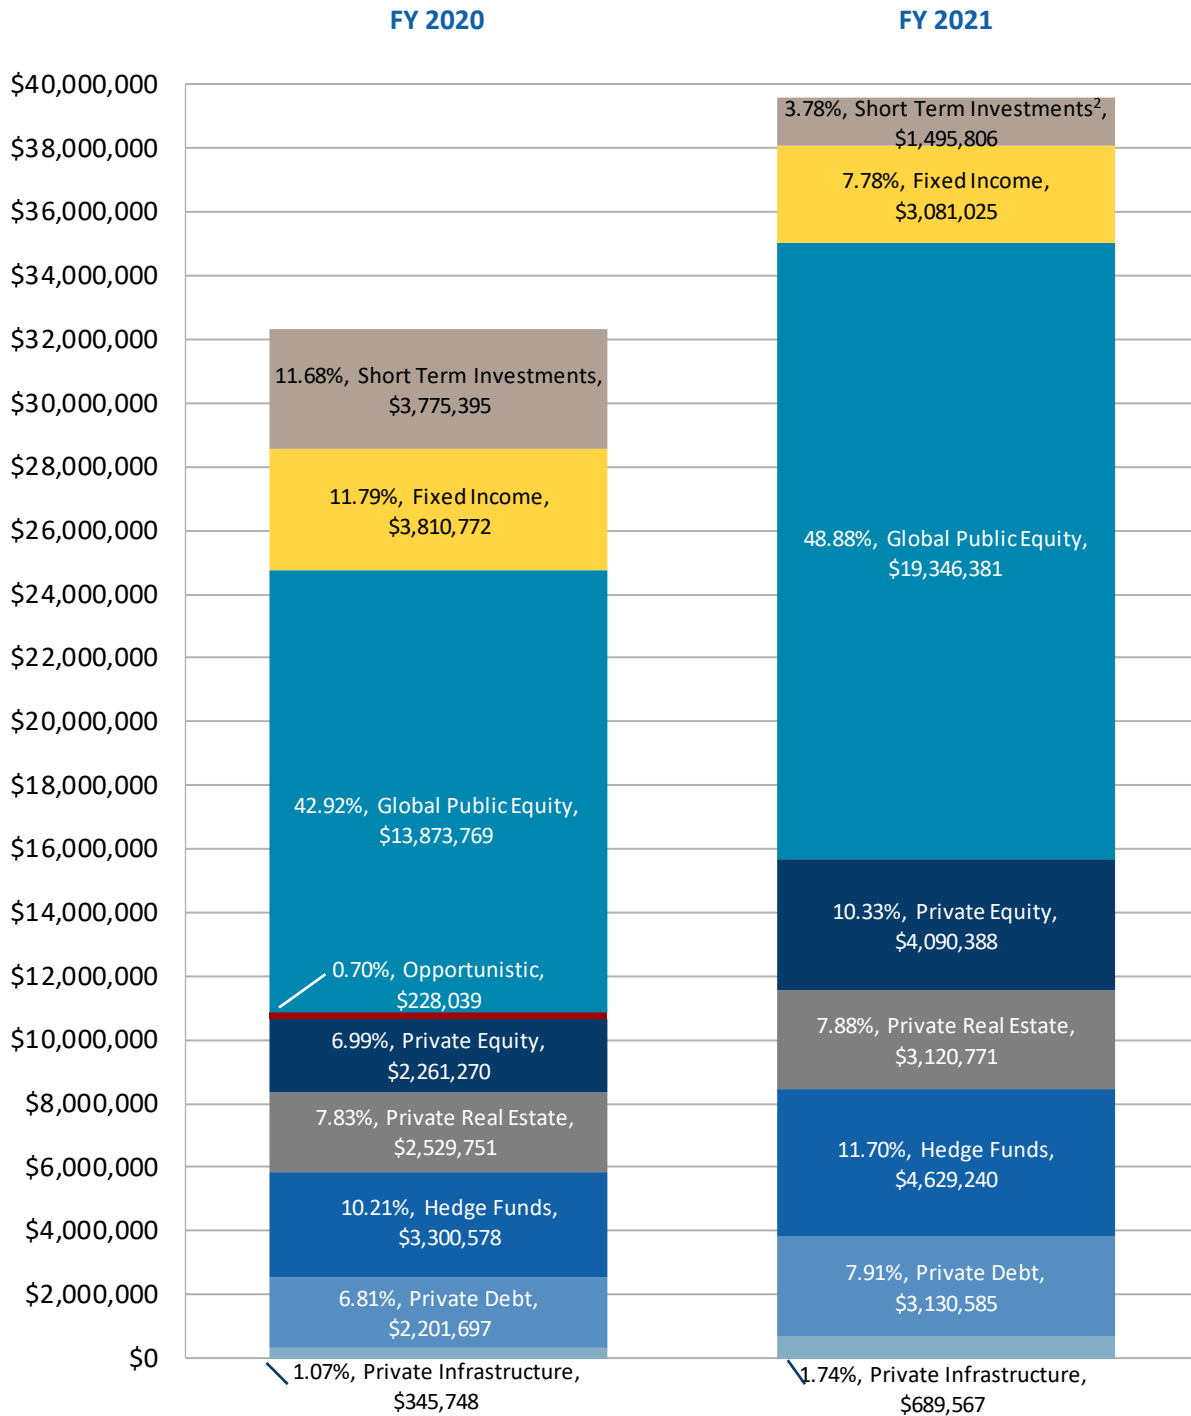 FY 2020
FY 2021
$40,000,000
$38,000,000
$36,000,000
$34,000,000
$32,000,000
$30,000,000
$28,000,000
$26,000,000
$24,000,000
$22,000,000
$20,000,000
$18,000,000
$16,000,000
$14,000,000
$12,000,000
$10,000,000
$8,000,000
$6,000,000
$4,000,000
$2,000,000
$0
11.68%, Short Term Investments,
$3,775,395
11.79%, Fixed Income,
$3,810,772
42.92%, Global Public Equity,
$13,873,769
0.70%, Opportunistic,
$228,039
6.99%, Private Equity,
$2,261,270
7.83%, Private Real Estate,
$2,529,751
10.21%, Hedge Funds,
$3,300,578
6.81%, Private Debt,
$2,201,697
1.07%, Private Infrastructure,
$345,748
3.78%, Short Term Investments²,
$1,495,806
7.78%, Fixed Income,
$3,081,025
48.88%, Global Public Equity,
$19,346,381
10.33%, Private Equity,
$4,090,388
7.88%, Private Real Estate,
$3,120,771
11.70%, Hedge Funds,
$4,629,240
7.91%, Private Debt,
$3,130,585
1.74%, Private Infrastructure,
$689,567